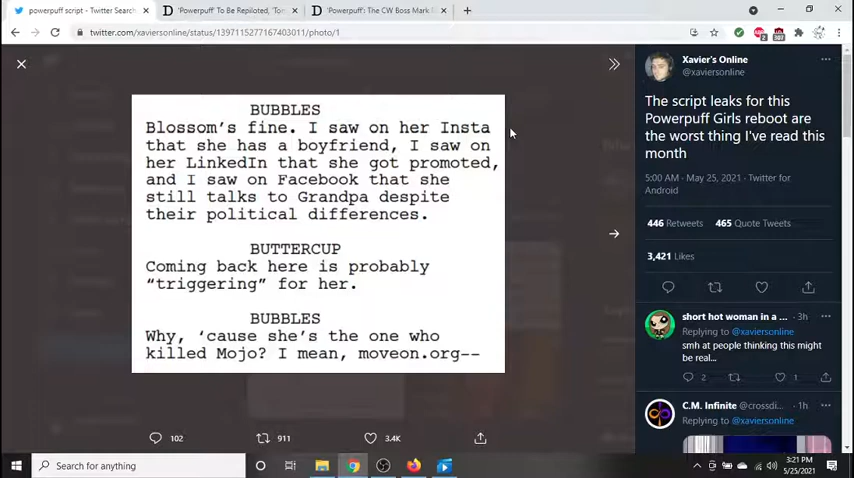 powerpuff script - Twitter Search
'Powerpuff' To Be Repiloted, 'Tom
'Powerpuff': The CW Boss Mark P
twitter.com/xaviersonline/status/1397115277167403011/photo/1
BUBBLES
Blossom's fine. I saw on her Insta
that she has a boyfriend, I saw on
her LinkedIn that she got promoted,
and I saw on Facebook that she
still talks to Grandpa despite
their political differences.
BUTTERCUP
Coming back here is probably
“triggering” for her.
BUBBLES
Why, ‘cause she's the one who
killed Mojo? I mean, moveon.org--
102
911
3.4K
Xavier's Online
@xaviersonline
The script leaks for this
Powerpuff Girls reboot are
the worst thing I've read this
month
5:00 AM · May 25, 2021 · Twitter for
Android
446 Retweets 465 Quote Tweets
3,421 Likes
short hot woman in a ... · 3h
Replying to @xaviersonline
smh at people thinking this might
be real...
2
1
C.M. Infinite @crossdi... · 1h
Replying to @xaviersonline
Search for anything
3:21 PM
5/25/2021